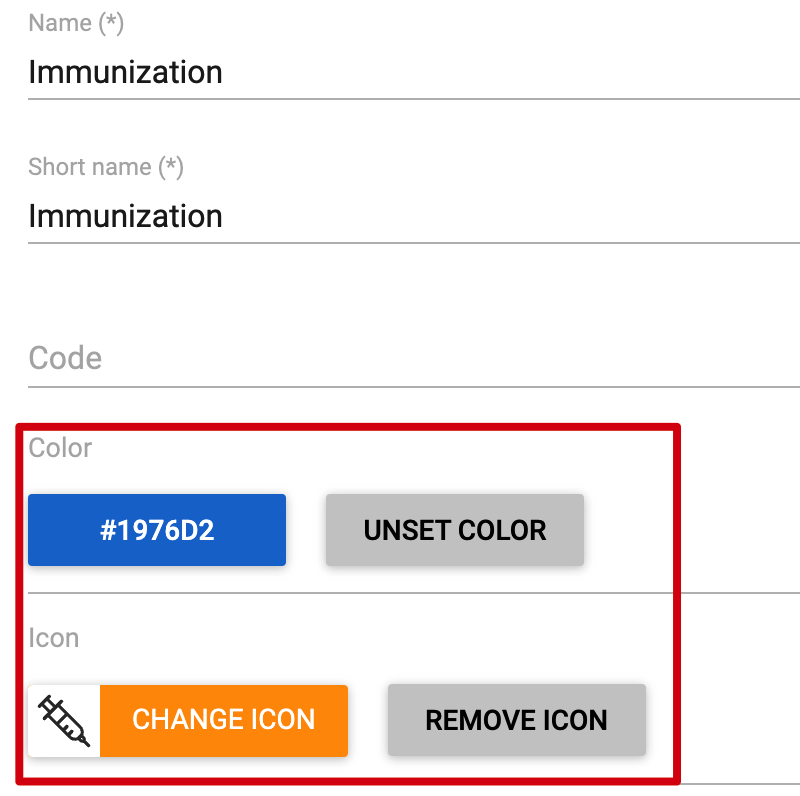 Name (*)
Immunization
Short name (*)
Immunization
Code
Color
#1976D2 UNSET COLOR
Icon
CHANGE ICON REMOVE ICON